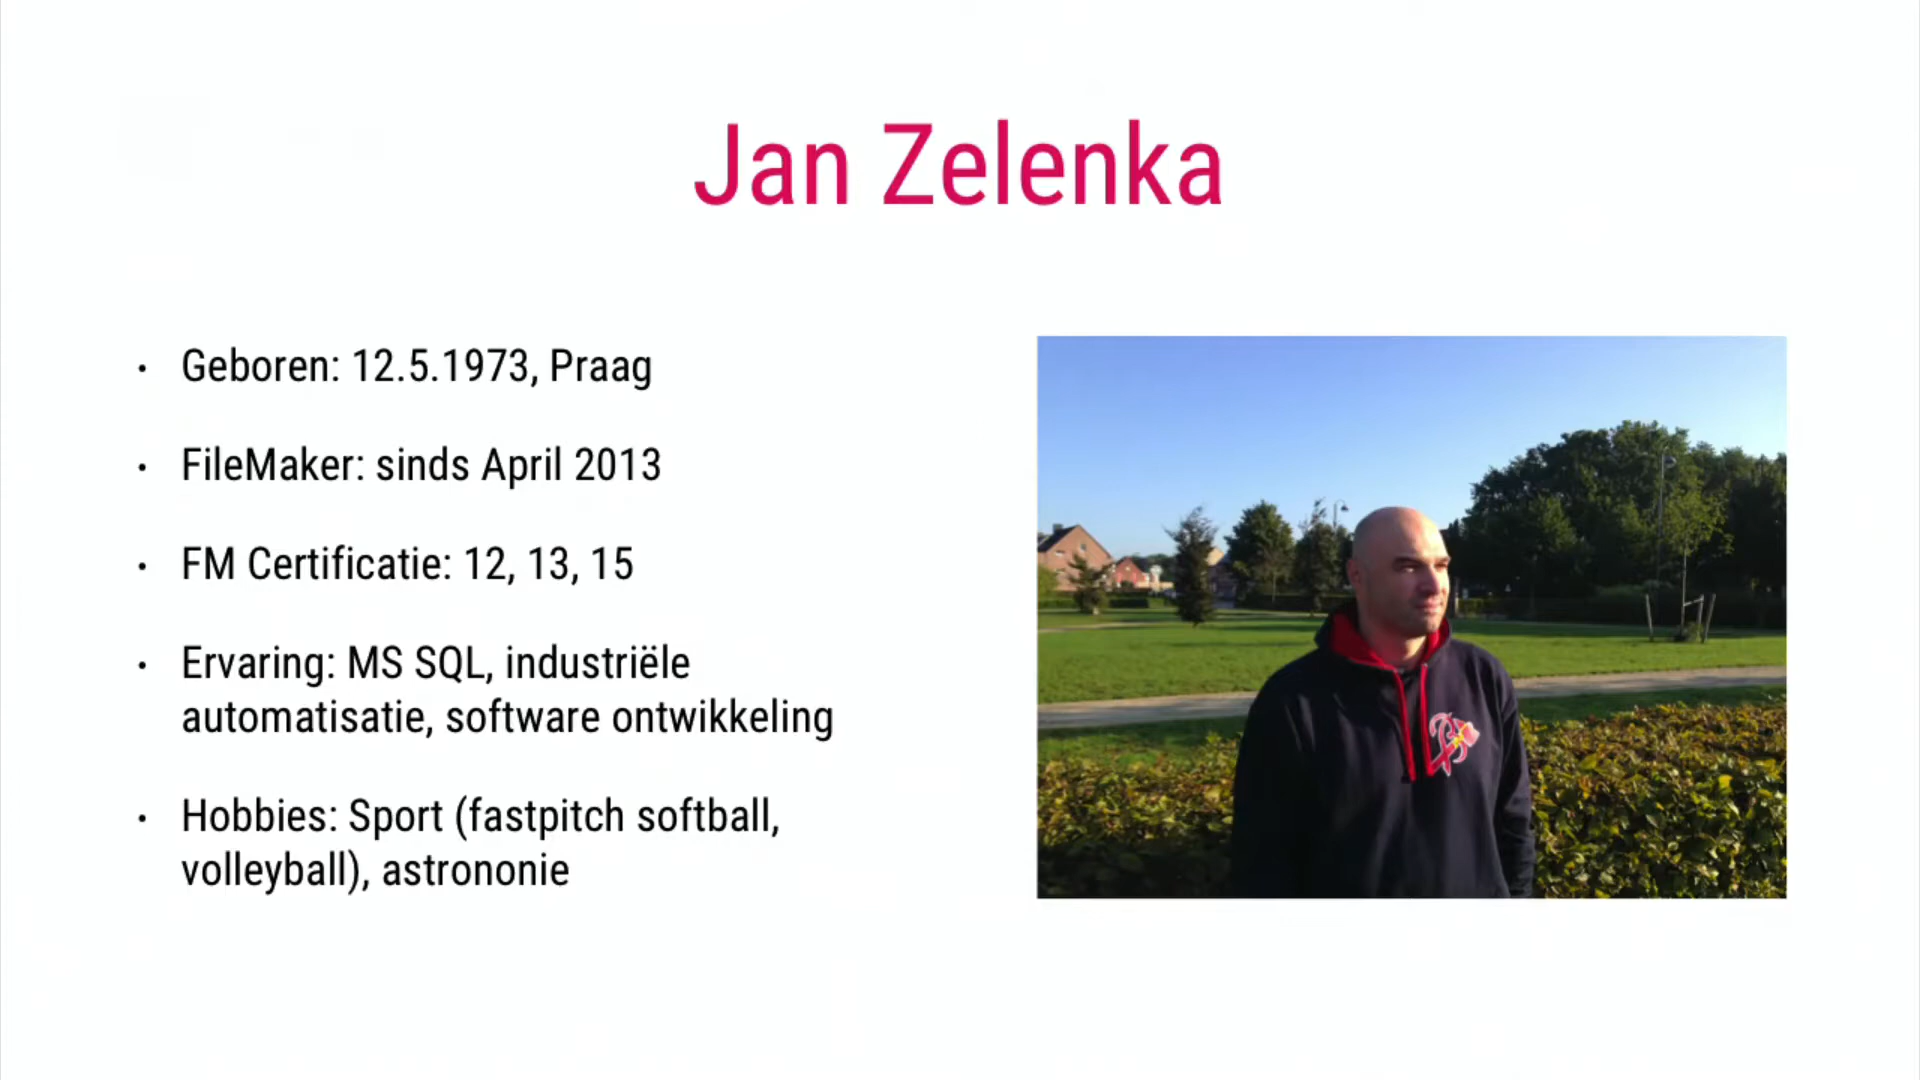 Jan Zelenka
• Geboren: 12.5.1973, Praag
• FileMaker: sinds April 2013
• FM Certificatie: 12, 13, 15
• Ervaring: MS SQL, industriële
automatisatie, software ontwikkeling
• Hobbies: Sport (fastpitch softball,
volleyball), astrononie